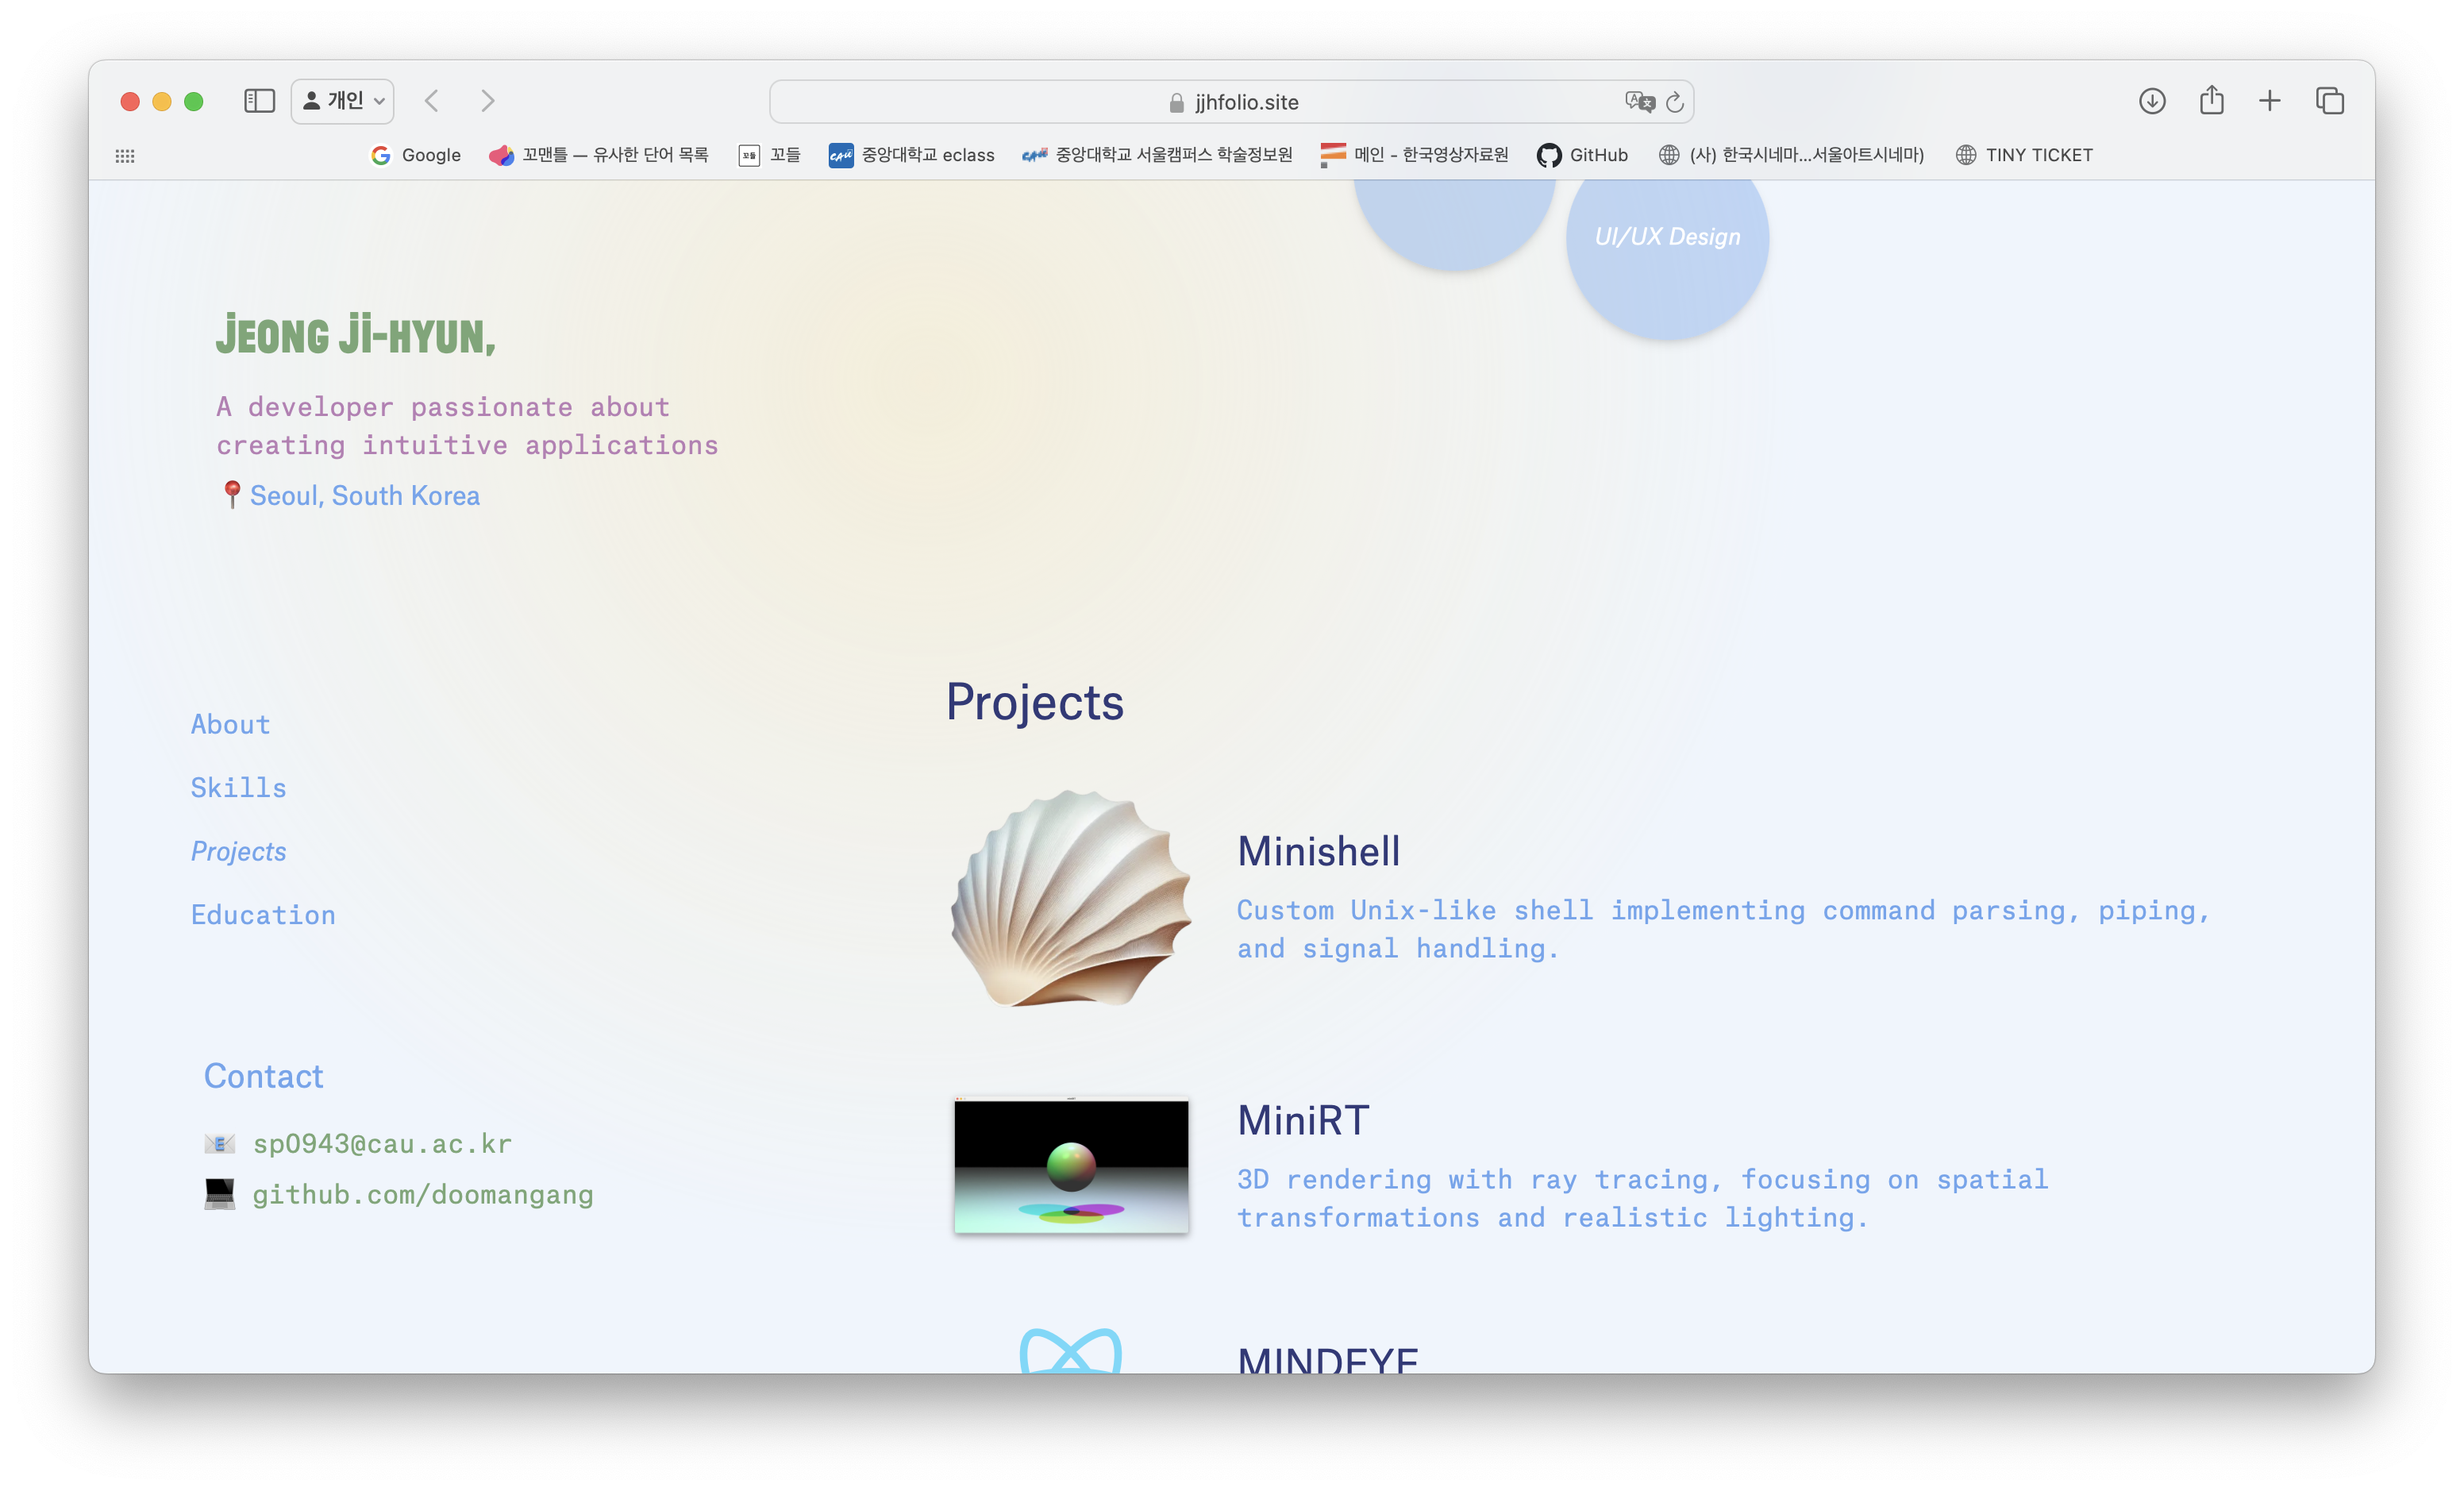 개인
jjhfolio.site
Google
꼬맨틀 — 유사한 단어 목록
꼬들
중앙대학교 eclass
중앙대학교 서울캠퍼스 학술정보원
메인 - 한국영상자료원
GitHub
(사) 한국시네마...서울아트시네마)
TINY TICKET
UI/UX Design
JEONG JI-HYUN,
A developer passionate about
creating intuitive applications
Seoul, South Korea
About
Skills
Projects
Education
Contact
sp0943@cau.ac.kr
github.com/doomangang
Projects
Minishell
Custom Unix-like shell implementing command parsing, piping,
and signal handling.
MiniRT
3D rendering with ray tracing, focusing on spatial
transformations and realistic lighting.
MINDEYE